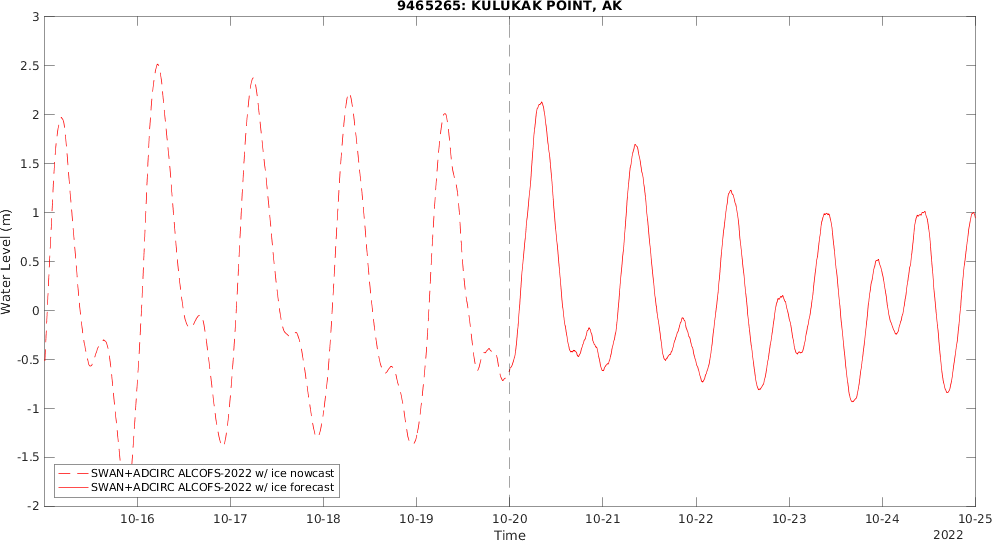 9465265: KULUKAK POINT, AK
3
2.5
2
1.5
1
0.5
0
-0.5
-1
-1.5
-2
Water Level (m)
SWAN+ADCIRC ALCOFS-2022 w/ ice nowcast
SWAN+ADCIRC ALCOFS-2022 w/ ice forecast
10-16 10-17 10-18 10-19 10-20 10-21 10-22 10-23 10-24 10-25
Time
2022